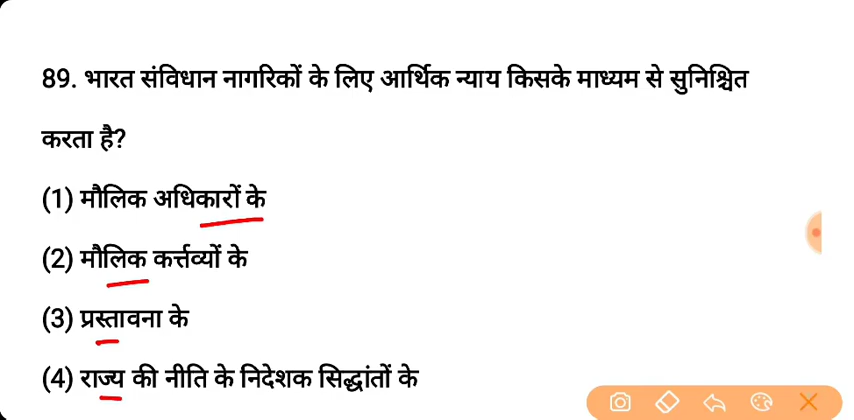 89. भारत संविधान नागरिकों के लिए आर्थिक न्याय किसके माध्यम से सुनिश्चित
करता है?
(1) मौलिक अधिकारों के
(2) मौलिक कर्त्तव्यों के
(3) प्रस्तावना के
(4) राज्य की नीति के निदेशक सिद्धांतों के